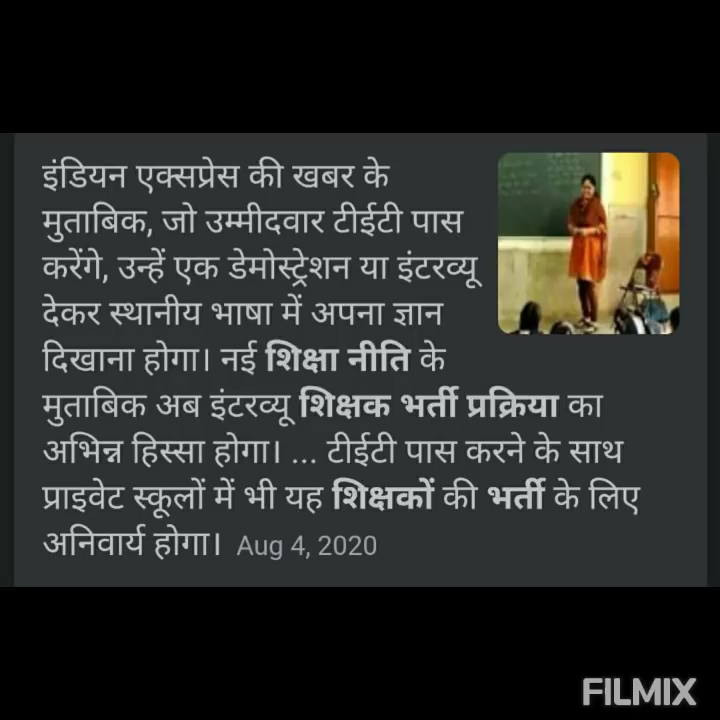 इंडियन एक्सप्रेस की खबर के
मुताबिक, जो उम्मीदवार टीईटी पास
करेंगे, उन्हें एक डेमोस्ट्रेशन या इंटरव्यू
देकर स्थानीय भाषा में अपना ज्ञान
दिखाना होगा। नई शिक्षा नीति के
मुताबिक अब इंटरव्यू शिक्षक भर्ती प्रक्रिया का
अभिन्न हिस्सा होगा। ... टीईटी पास करने के साथ
प्राइवेट स्कूलों में भी यह शिक्षकों की भर्ती के लिए
अनिवार्य होगा। Aug 4, 2020
FILMIX